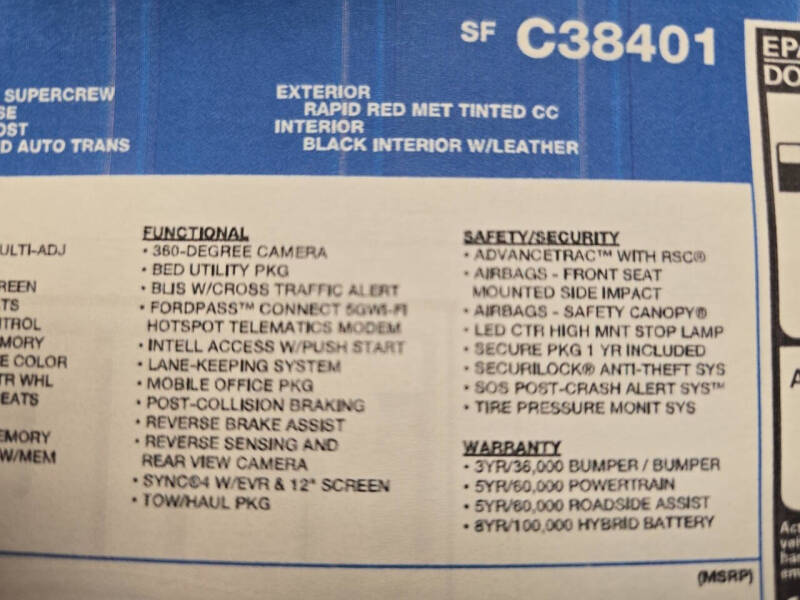 SF C38401
SUPERCREW
SE
OST
D AUTO TRANS
EXTERIOR
RAPID RED MET TINTED CC
INTERIOR
BLACK INTERIOR W/LEATHER
EPA
DO
ULTI-ADJ
REEN
TS
TROL
MORY
E COLOR
TR WHL
EATS
EMORY
W/MEM
FUNCTIONAL
• 360-DEGREE CAMERA
• BED UTILITY PKG
• BLIS W/CROSS TRAFFIC ALERT
• FORDPASS™ CONNECT 5GWI-FI
HOTSPOT TELEMATICS MODEM
• INTELL ACCESS W/PUSH START
• LANE-KEEPING SYSTEM
• MOBILE OFFICE PKG
• POST-COLLISION BRAKING
• REVERSE BRAKE ASSIST
• REVERSE SENSING AND
REAR VIEW CAMERA
• SYNC®4 W/EVR & 12" SCREEN
• TOW/HAUL PKG
SAFETY/SECURITY
• ADVANCETRAC™ WITH RSC®
• AIRBAGS - FRONT SEAT
MOUNTED SIDE IMPACT
• AIRBAGS - SAFETY CANOPY®
• LED CTR HIGH MNT STOP LAMP
• SECURE PKG 1 YR INCLUDED
• SECURILOCK® ANTI-THEFT SYS
• SOS POST-CRASH ALERT SYS™
• TIRE PRESSURE MONIT SYS
WARRANTY
• 3YR/36,000 BUMPER / BUMPER
• 5YR/60,000 POWERTRAIN
• 5YR/60,000 ROADSIDE ASSIST
• 8YR/100,000 HYBRID BATTERY
(MSRP)
A
Act
veh
har
em